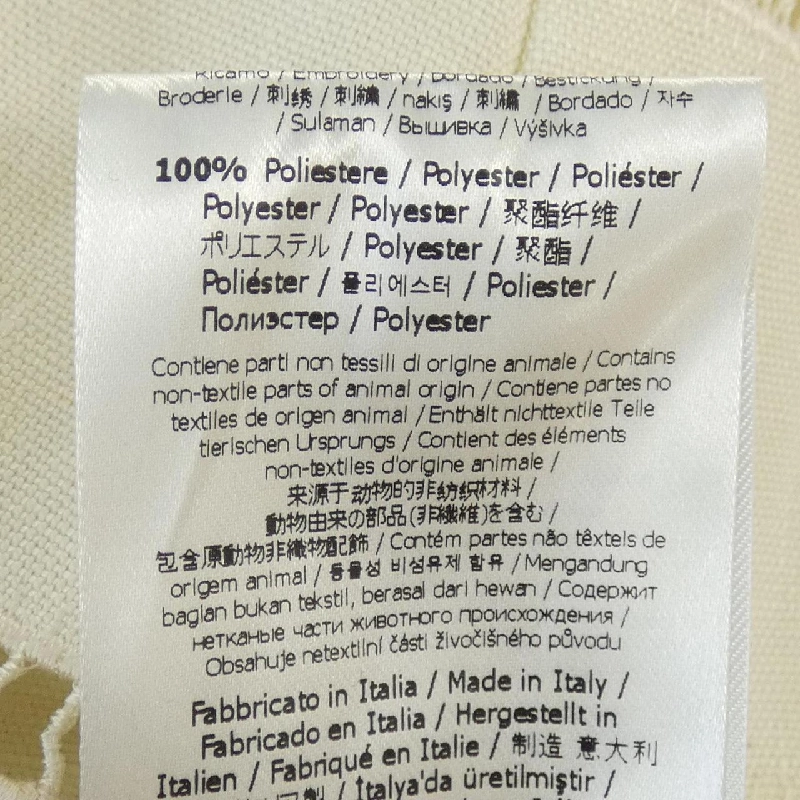 Ricamo / Embroidery / Bordado / Bestickung /
Broderie / 刺绣 / 刺繍 / nakış / 刺繡 / Bordado / 자수
/ Sulaman / Вышивка / Výšivka
100% Poliestere / Polyester / Poliéster /
Polyester / Polyester / 聚酯纤维 /
ポリエステル / Polyester / 聚酯 /
Poliéster / 폴리에스터 / Poliester /
Полиэстер / Polyester
Contiene parti non tessili di origine animale / Contains
non-textile parts of animal origin / Contiene partes no
textiles de origen animal / Enthält nichttextile Teile
tierischen Ursprungs / Contient des éléments
non-textiles d'origine animale /
来源于动物的非纺织材料 /
動物由来の部品(非繊維)を含む /
包含原動物非織物配飾 / Contém partes não têxteis de
origem animal / 동물성 비섬유제 함유 / Mengandung
bagian bukan tekstil, berasal dari hewan / Содержит
нетканые части животного происхождения /
Obsahuje netextilní části živočišného původu
Fabbricato in Italia / Made in Italy /
Fabricado en Italia / Hergestellt in
Italien / Fabriqué en Italie / 制造 意大利
/ İtalya'da üretilmiştir /